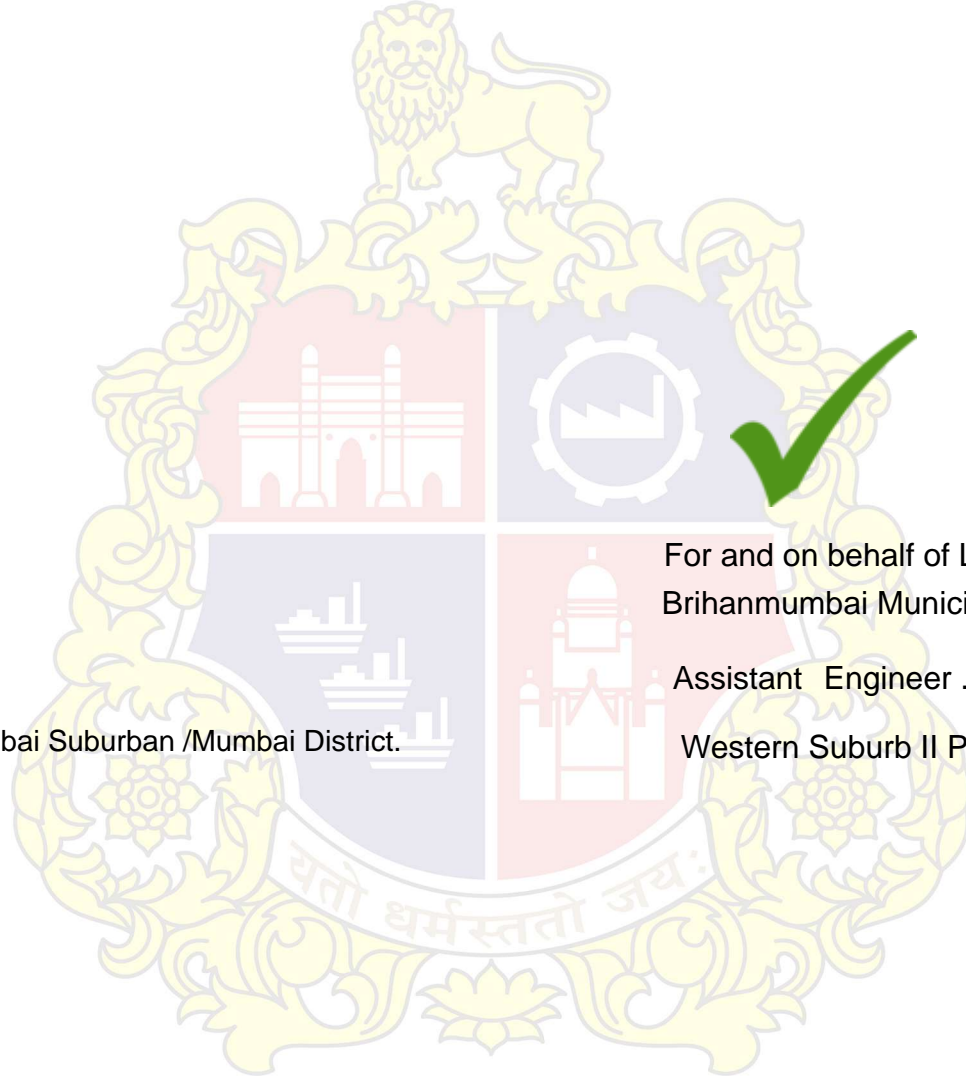 For and on behalf of L
Brihanmumbai Munici
Assistant Engineer .
bai Suburban /Mumbai District.
Western Suburb II P
यतो धर्मस्ततो जय: